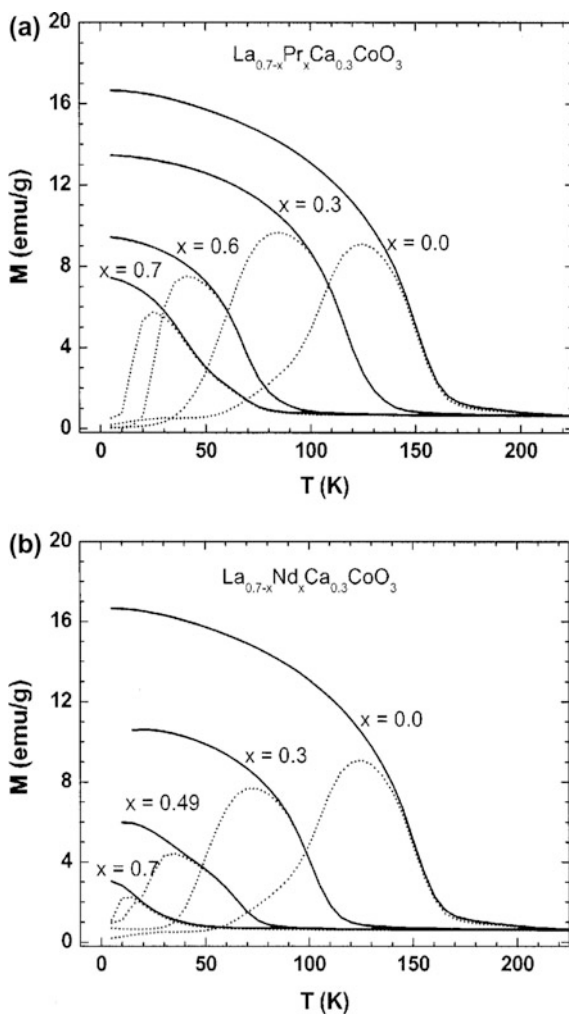 (a)
20
La0.7-xPrxCa0.3CoO3
16
12
x = 0.3
x = 0.0
x = 0.6
8
x = 0.7
4
0
M (emu/g)
0 50 100 150 200
T (K)
(b)
20
La0.7-xNdxCa0.3CoO3
16
12
x = 0.0
x = 0.3
8
x = 0.49
4
x = 0.7
0
M (emu/g)
0 50 100 150 200
T (K)